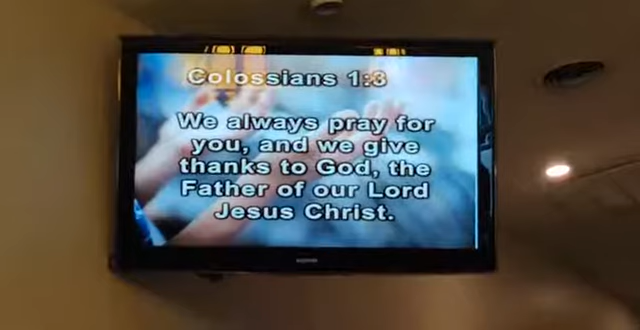 Colossians 1:3
We always pray for
you, and we give
thanks to God, the
Father of our Lord
Jesus Christ.